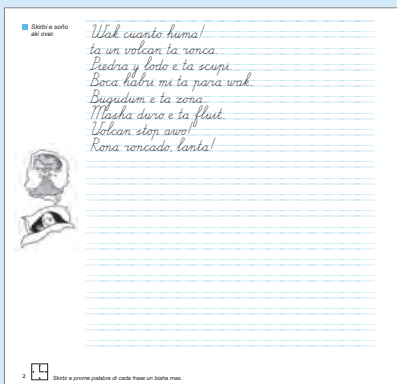 Skirbi e soño
aki over.
Wak cuanto huma!
ta un volcan ta ronca.
Piedra y lodo e ta scupi.
Boca habri mi ta para wak.
Bugudum e ta zona.
Masha duro e ta fluit.
Volcan stop awo!
Rona roncado, lanta!
2 Skirbi e prome palabra di cada frase un biaha mas.